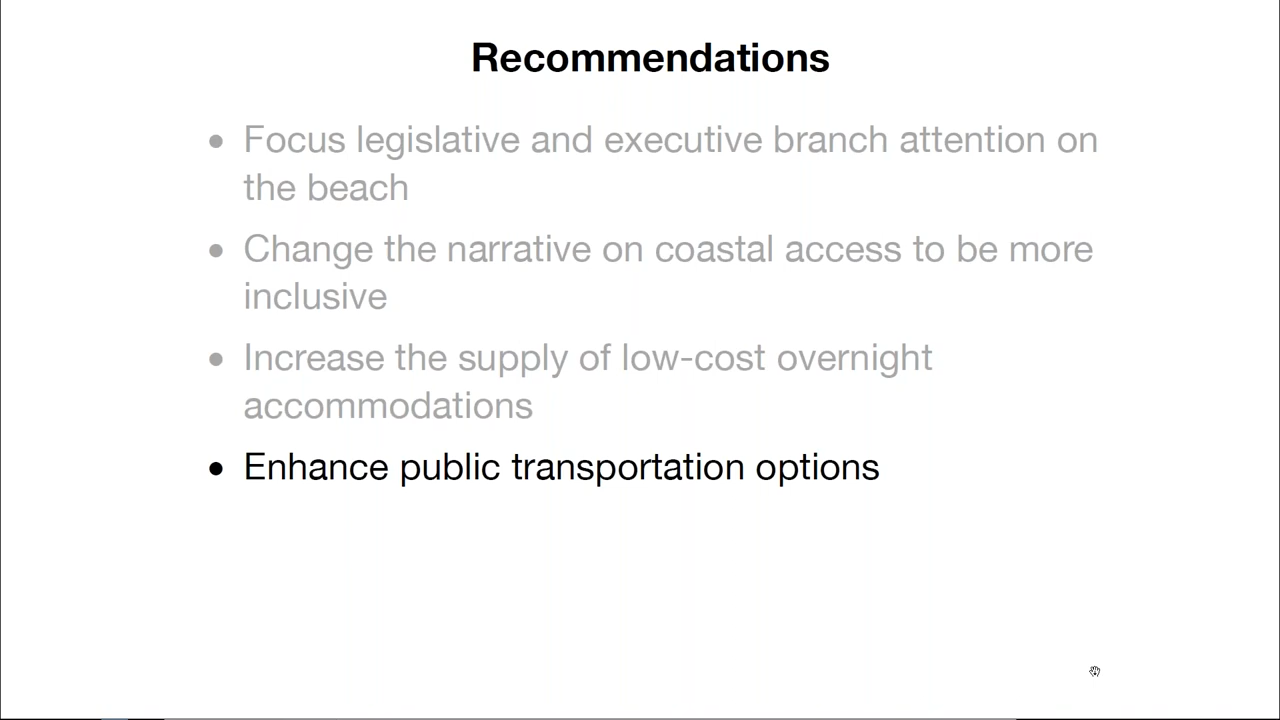 Recommendations
• Focus legislative and executive branch attention on
the beach
• Change the narrative on coastal access to be more
inclusive
• Increase the supply of low-cost overnight
accommodations
• Enhance public transportation options